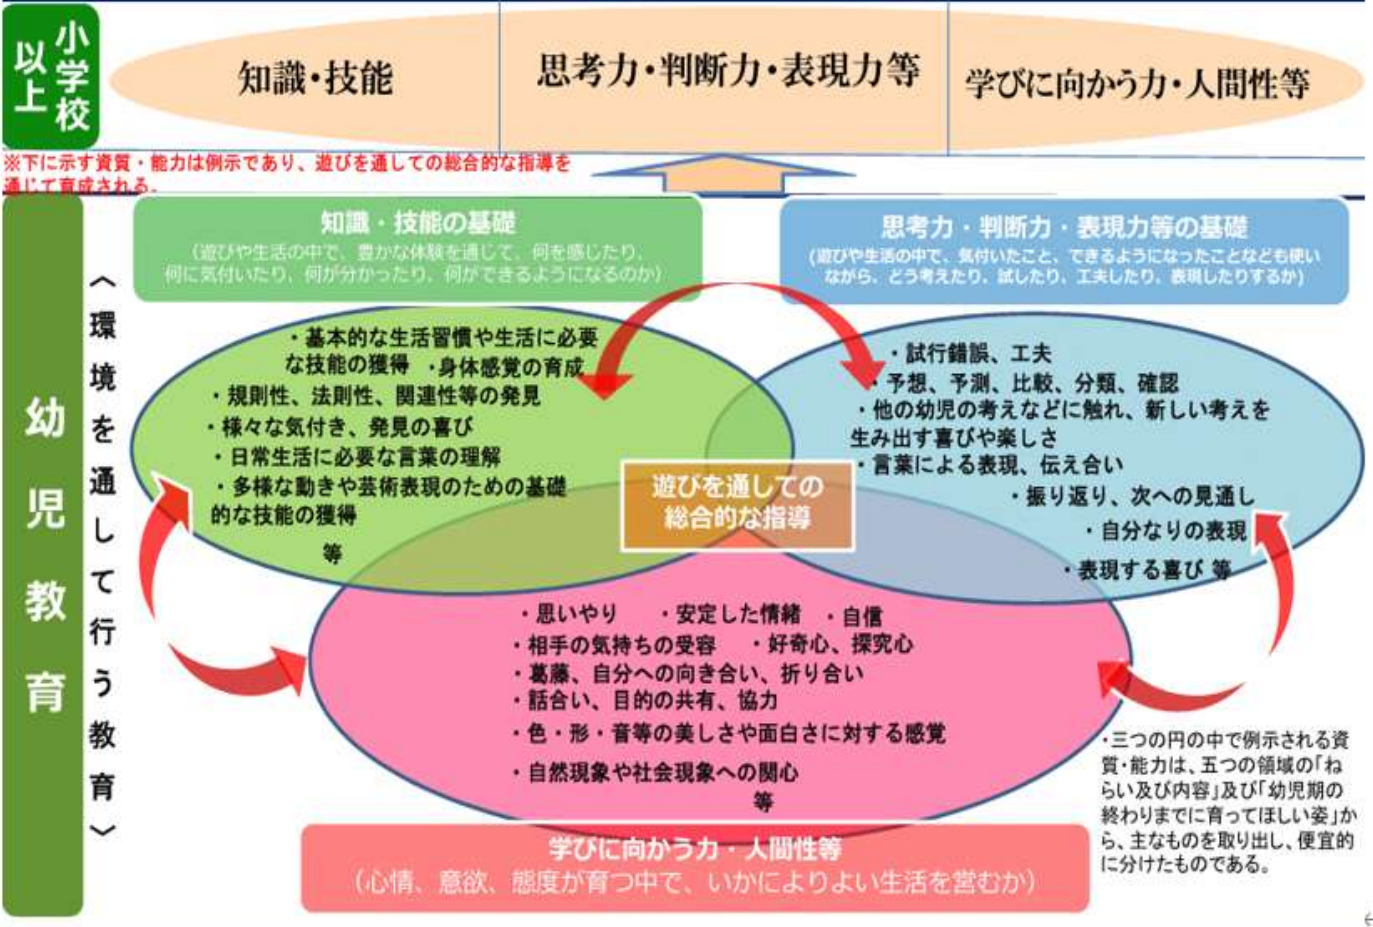 小学校
以上
知識・技能
思考力・判断力・表現力等
学びに向かう力・人間性等
※下に示す資質・能力は例示であり、遊びを通しての総合的な指導を
通じて育成される。
幼児教育
〈環境を通して行う教育〉
知識・技能の基礎
（遊びや生活の中で、豊かな体験を通じて、何を感じたり、
何に気付いたり、何が分かったり、何ができるようになるのか）
思考力・判断力・表現力等の基礎
(遊びや生活の中で、気付いたこと、できるようになったことなども使い
ながら、どう考えたり、試したり、工夫したり、表現したりするか)
・基本的な生活習慣や生活に必要
な技能の獲得 ・身体感覚の育成
・規則性、法則性、関連性等の発見
・様々な気付き、発見の喜び
・日常生活に必要な言葉の理解
・多様な動きや芸術表現のための基礎
的な技能の獲得
等
・試行錯誤、工夫
・予想、予測、比較、分類、確認
・他の幼児の考えなどに触れ、新しい考えを
生み出す喜びや楽しさ
・言葉による表現、伝え合い
・振り返り、次への見通し
・自分なりの表現
・表現する喜び 等
遊びを通しての
総合的な指導
・思いやり ・安定した情緒 ・自信
・相手の気持ちの受容 ・好奇心、探究心
・葛藤、自分への向き合い、折り合い
・話合い、目的の共有、協力
・色・形・音等の美しさや面白さに対する感覚
・自然現象や社会現象への関心
等
学びに向かう力・人間性等
（心情、意欲、態度が育つ中で、いかによりよい生活を営むか）
・三つの円の中で例示される資
質・能力は、五つの領域の「ね
らい及び内容」及び「幼児期の
終わりまでに育ってほしい姿」か
ら、主なものを取り出し、便宜的
に分けたものである。